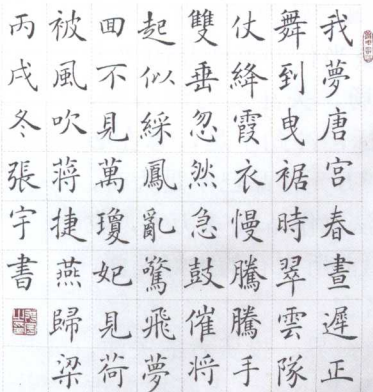 我夢唐宮春晝遲正
舞到曳裾時翠雲隊
仗絳霞衣慢騰騰手
雙垂忽然急鼓催将
起似綵鳳亂驚飛夢
回不見萬瓊妃見荷
被風吹蔣捷燕歸梁
丙戌冬張宇書